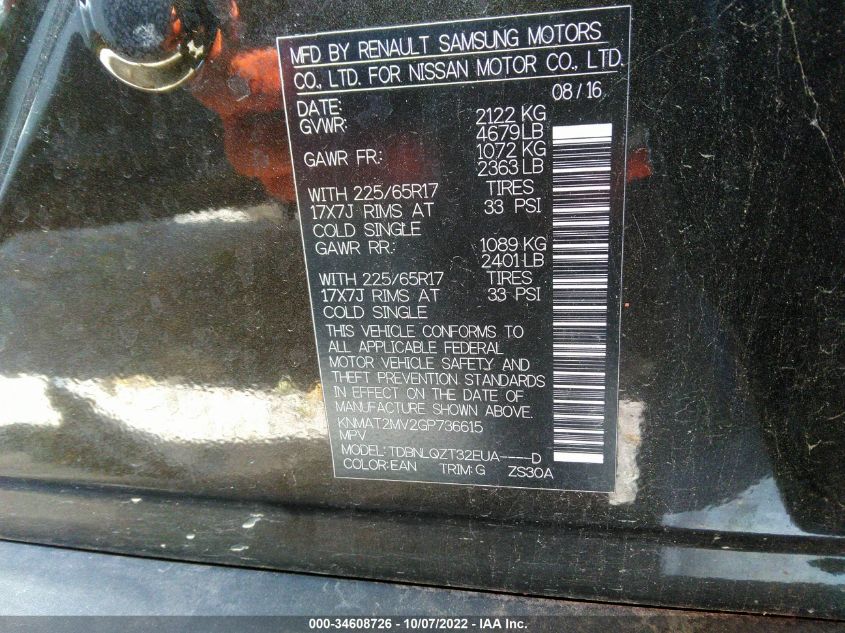 MFD BY RENAULT SAMSUNG MOTORS
CO., LTD. FOR NISSAN MOTOR CO., LTD.
08/16
DATE:
GVWR: 2122 KG
4679LB
GAWR FR: 1072 KG
2363 LB
WITH 225/65R17 TIRES
17X7J RIMS AT 33 PSI
COLD SINGLE
GAWR RR: 1089 KG
2401 LB
WITH 225/65R17 TIRES
17X7J RIMS AT 33 PSI
COLD SINGLE
THIS VEHICLE CONFORMS TO
ALL APPLICABLE FEDERAL
MOTOR VEHICLE SAFETY AND
THEFT PREVENTION STANDARDS
IN EFFECT ON THE DATE OF
MANUFACTURE SHOWN ABOVE.
KNMAT2MV2GP736615
MPV
MODEL: TDBNLQZT32EUA----D
COLOR:EAN TRIM:G ZS30A
000-34608726 - 10/07/2022 - IAA Inc.